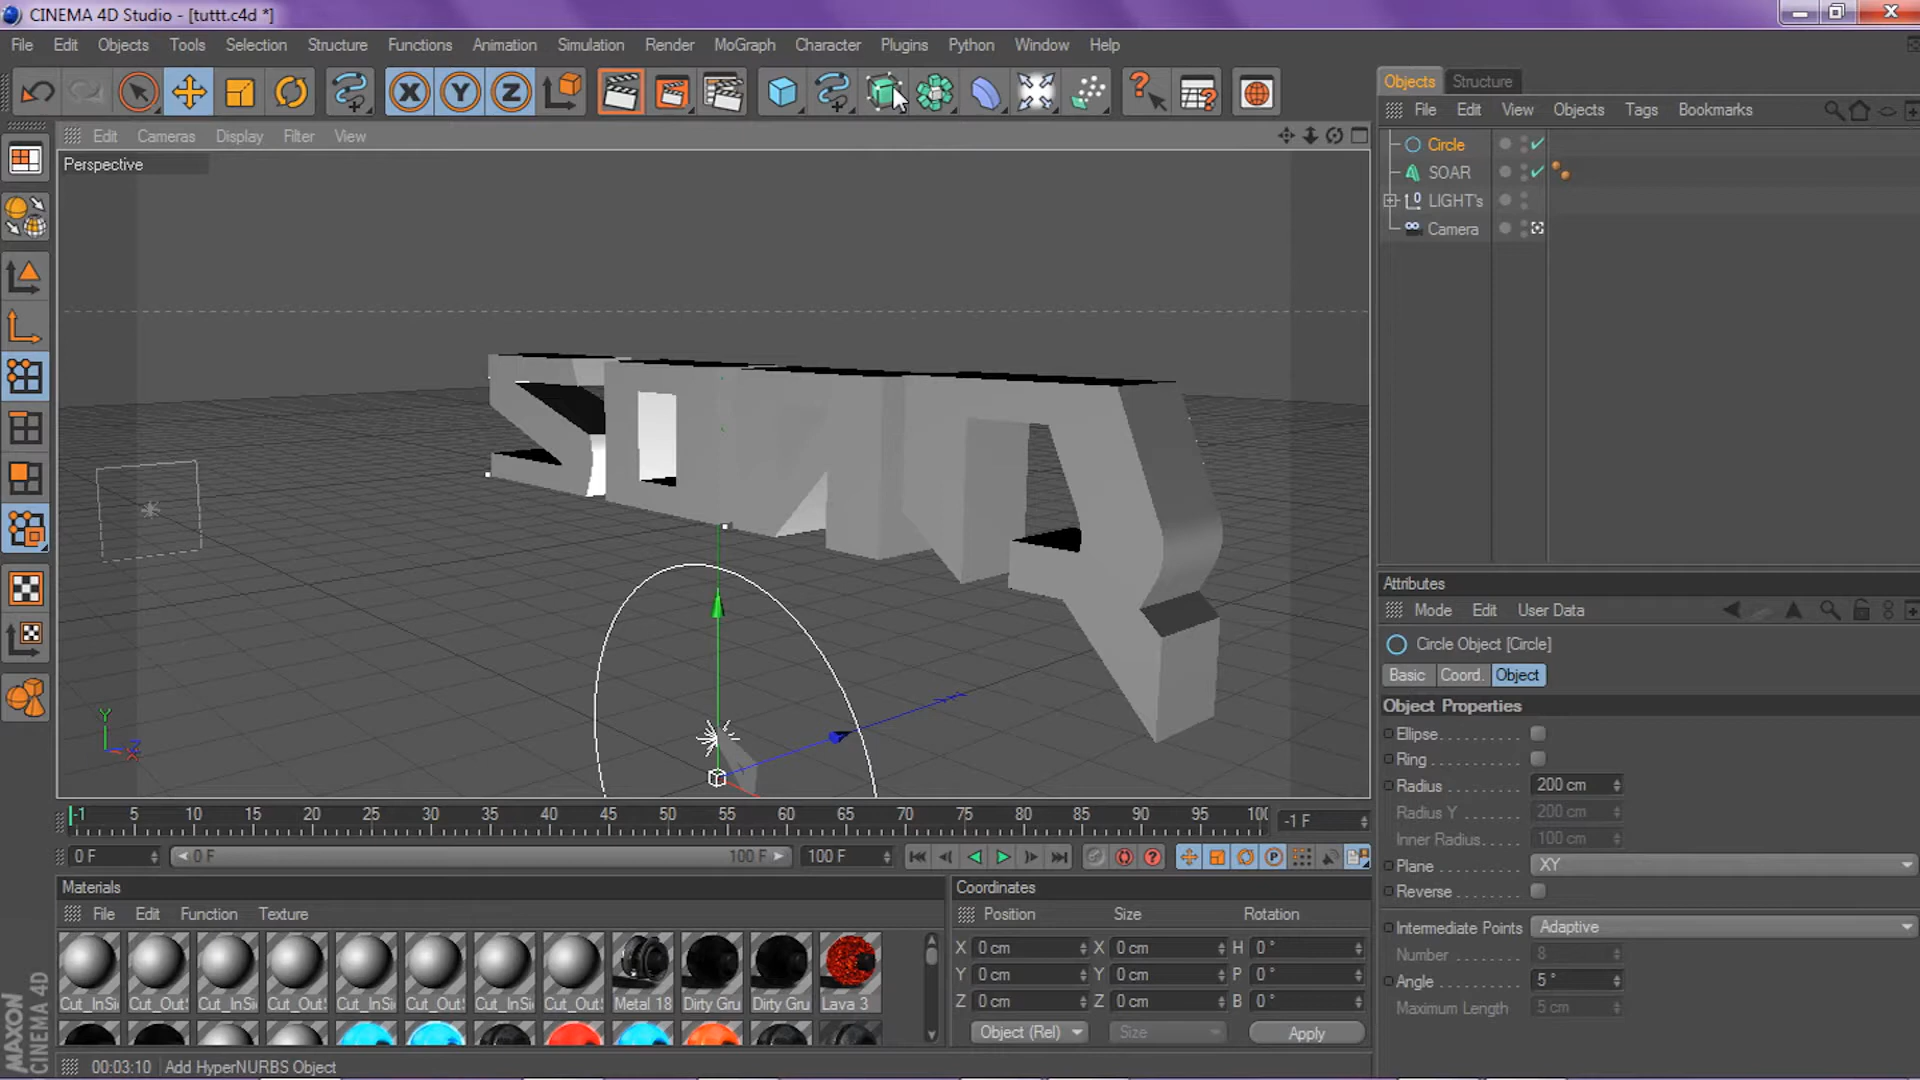 CINEMA 4D Studio - [tuttt.c4d *]
File Edit Objects Tools Selection Structure Functions Animation Simulation Render MoGraph Character Plugins Python Window Help
X Y Z
Objects Structure
File Edit View Objects Tags Bookmarks
Edit Cameras Display Filter View
Perspective
Circle
SOAR
LIGHT's
Camera
Attributes
Mode Edit User Data
Circle Object [Circle]
Basic Coord. Object
Object Properties
Ellipse
Ring
Radius 200 cm
Radius Y 200 cm
Inner Radius 100 cm
Plane XY
Reverse
Intermediate Points Adaptive
Number 8
Angle 5 °
Maximum Length 5 cm
Y
Z
X
-1 5 10 15 20 25 30 35 40 45 50 55 60 65 70 75 80 85 90 95 100 -1 F
0 F 0 F 100 F 100 F
Materials
File Edit Function Texture
Cut_InSi Cut_OutS Cut_InSi Cut_OutS Cut_InSi Cut_OutS Cut_InSi Cut_OutS Metal 18 Dirty Gru Dirty Gru Lava 3
Coordinates
Position Size Rotation
X 0 cm X 0 cm H 0 °
Y 0 cm Y 0 cm P 0 °
Z 0 cm Z 0 cm B 0 °
Object (Rel) Size Apply
MAXON
CINEMA 4D
00:03:10 Add HyperNURBS Object